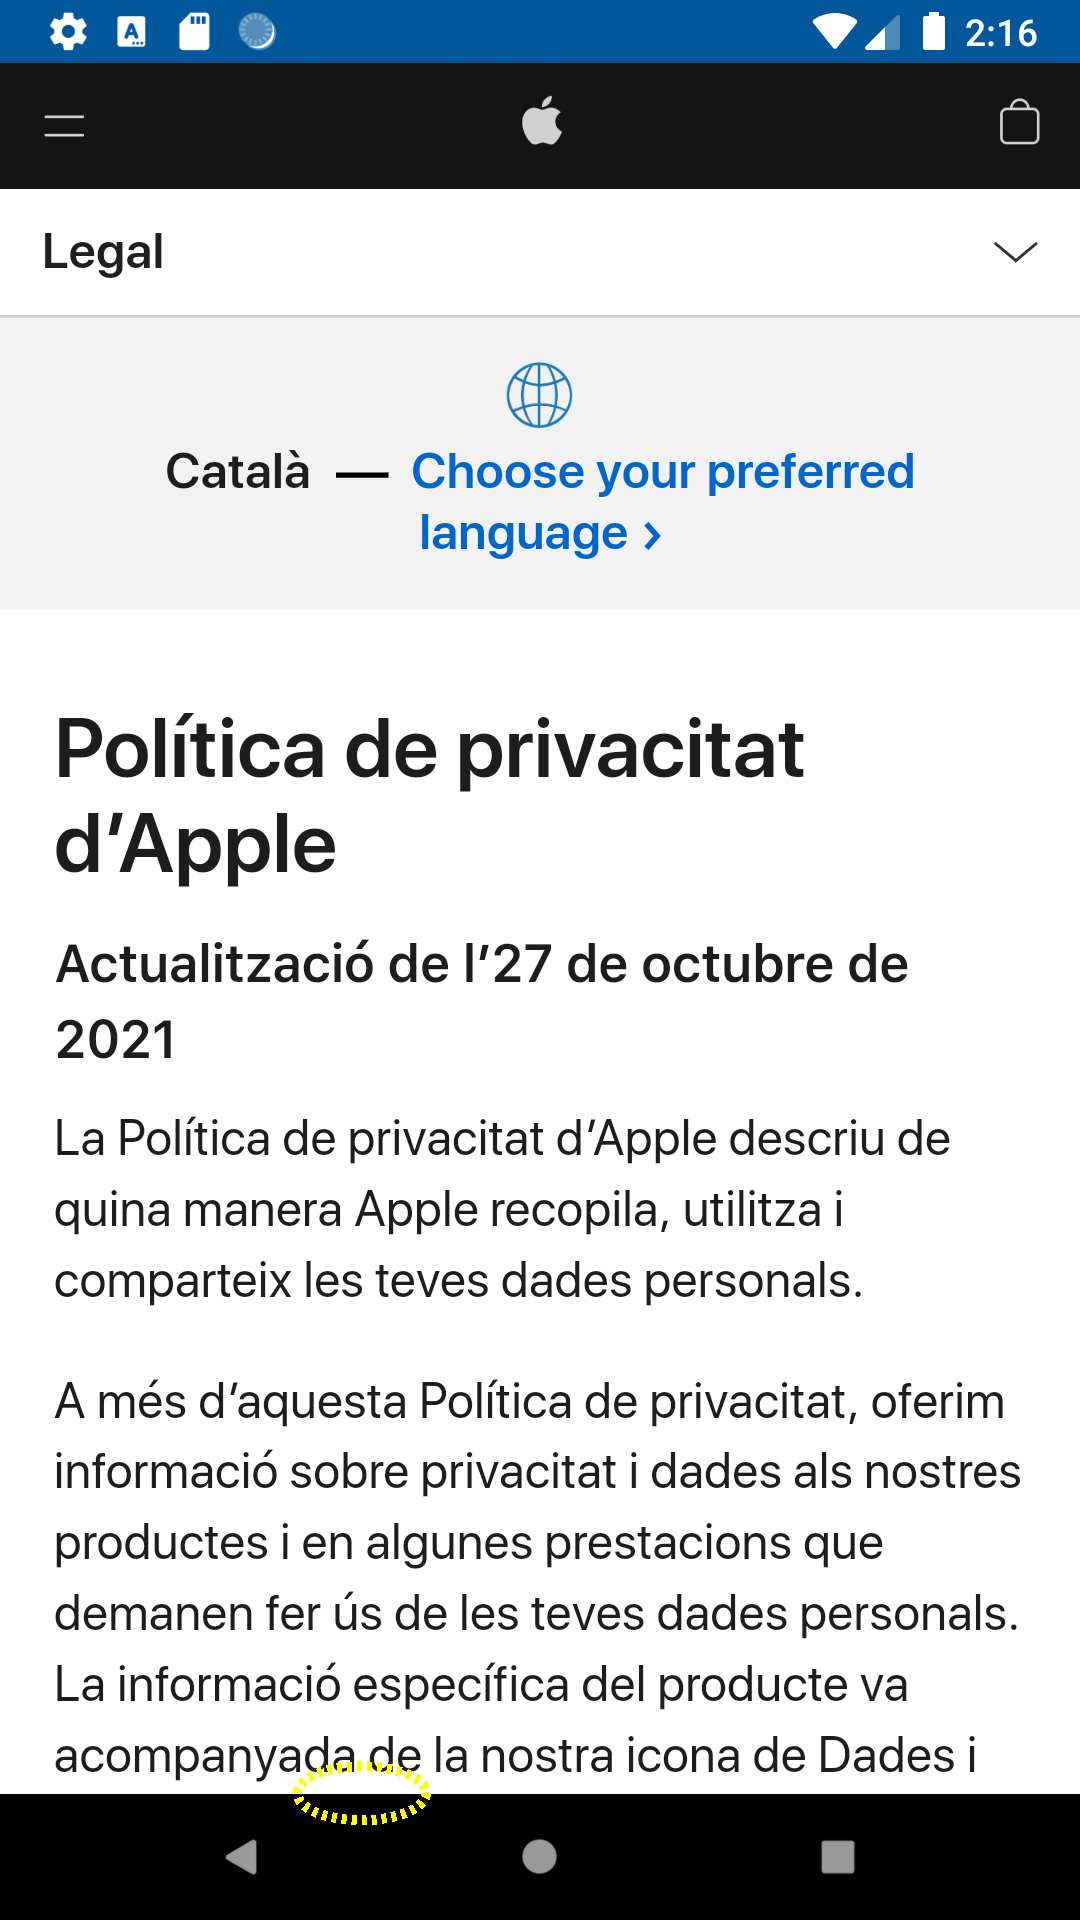 2:16
Legal
Català — Choose your preferred
language ›
Política de privacitat
d’Apple
Actualització de l’27 de octubre de
2021
La Política de privacitat d’Apple descriu de
quina manera Apple recopila, utilitza i
comparteix les teves dades personals.
A més d’aquesta Política de privacitat, oferim
informació sobre privacitat i dades als nostres
productes i en algunes prestacions que
demanen fer ús de les teves dades personals.
La informació específica del producte va
acompanyada de la nostra icona de Dades i